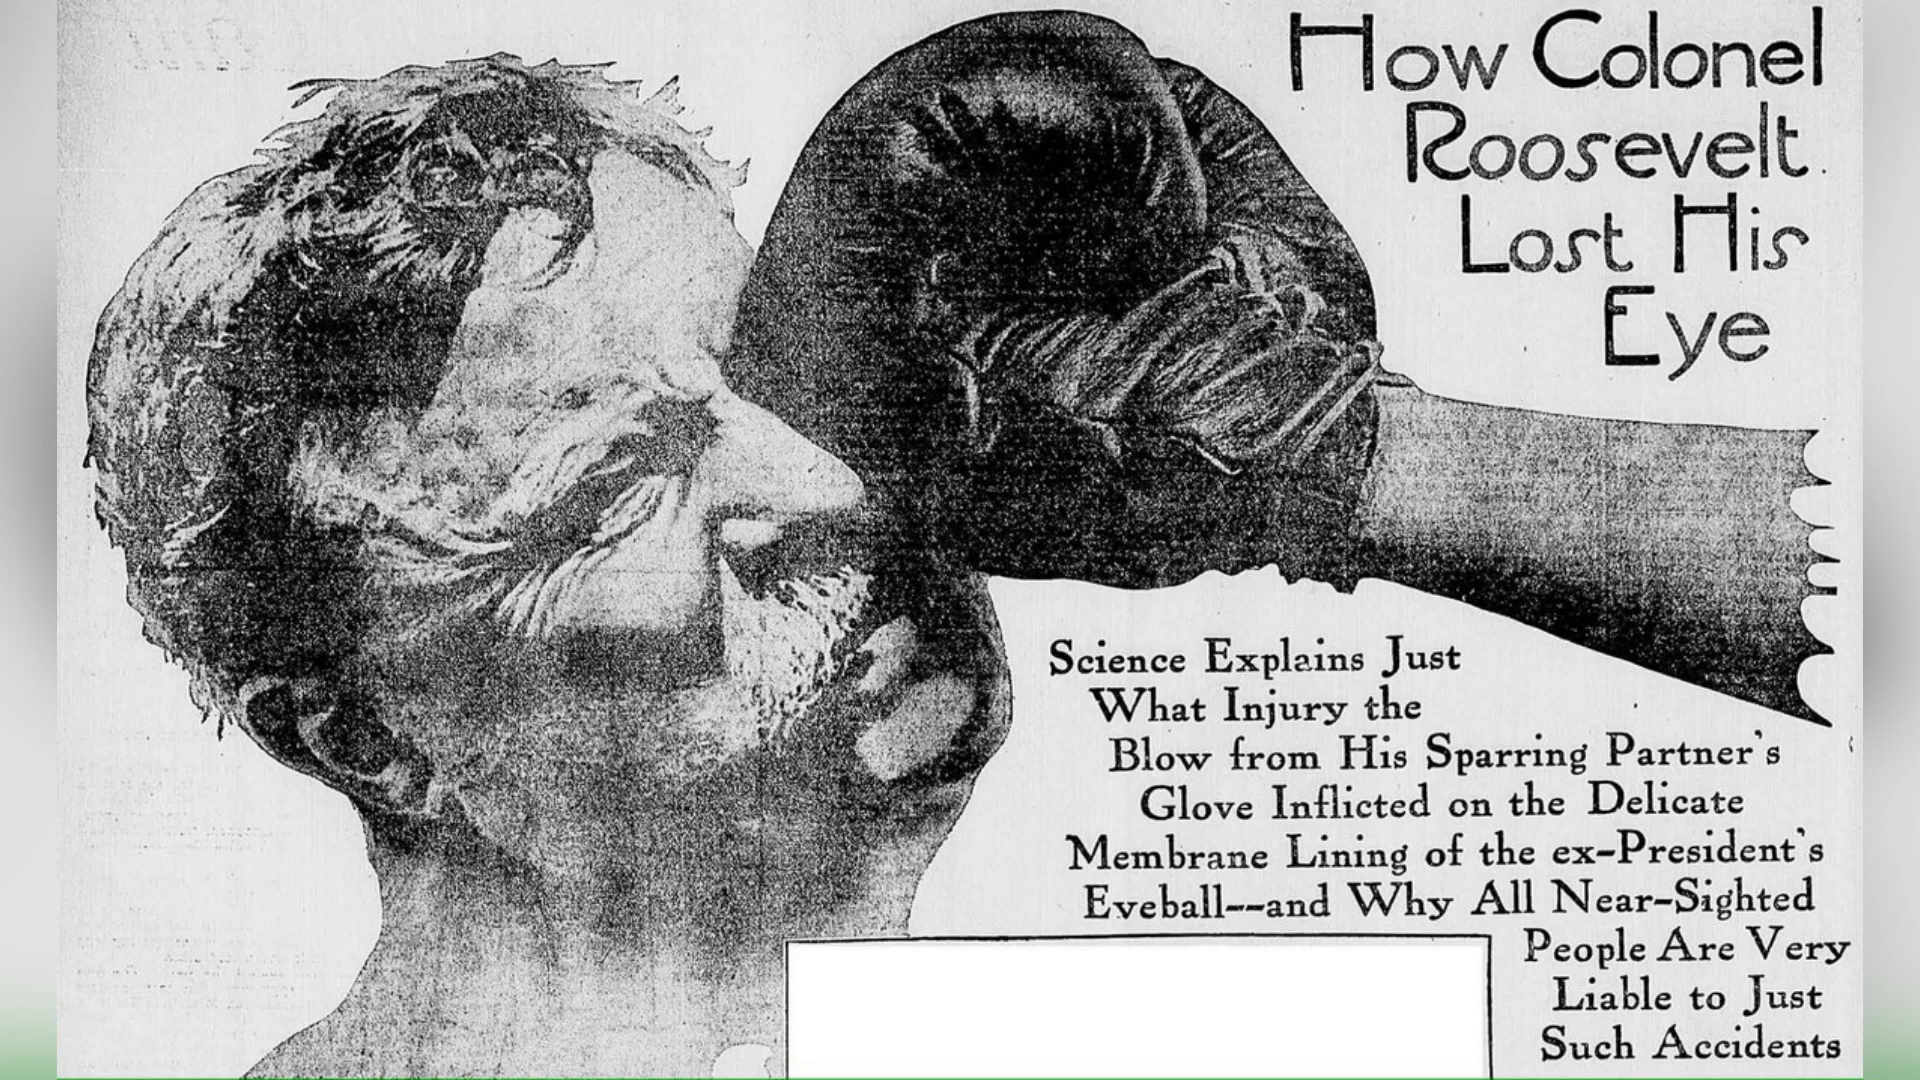 How Colonel
Roosevelt
Lost His
Eye
Science Explains Just
What Injury the
Blow from His Sparring Partner's
Glove Inflicted on the Delicate
Membrane Lining of the ex-President's
Eyeball--and Why All Near-Sighted
People Are Very
Liable to Just
Such Accidents